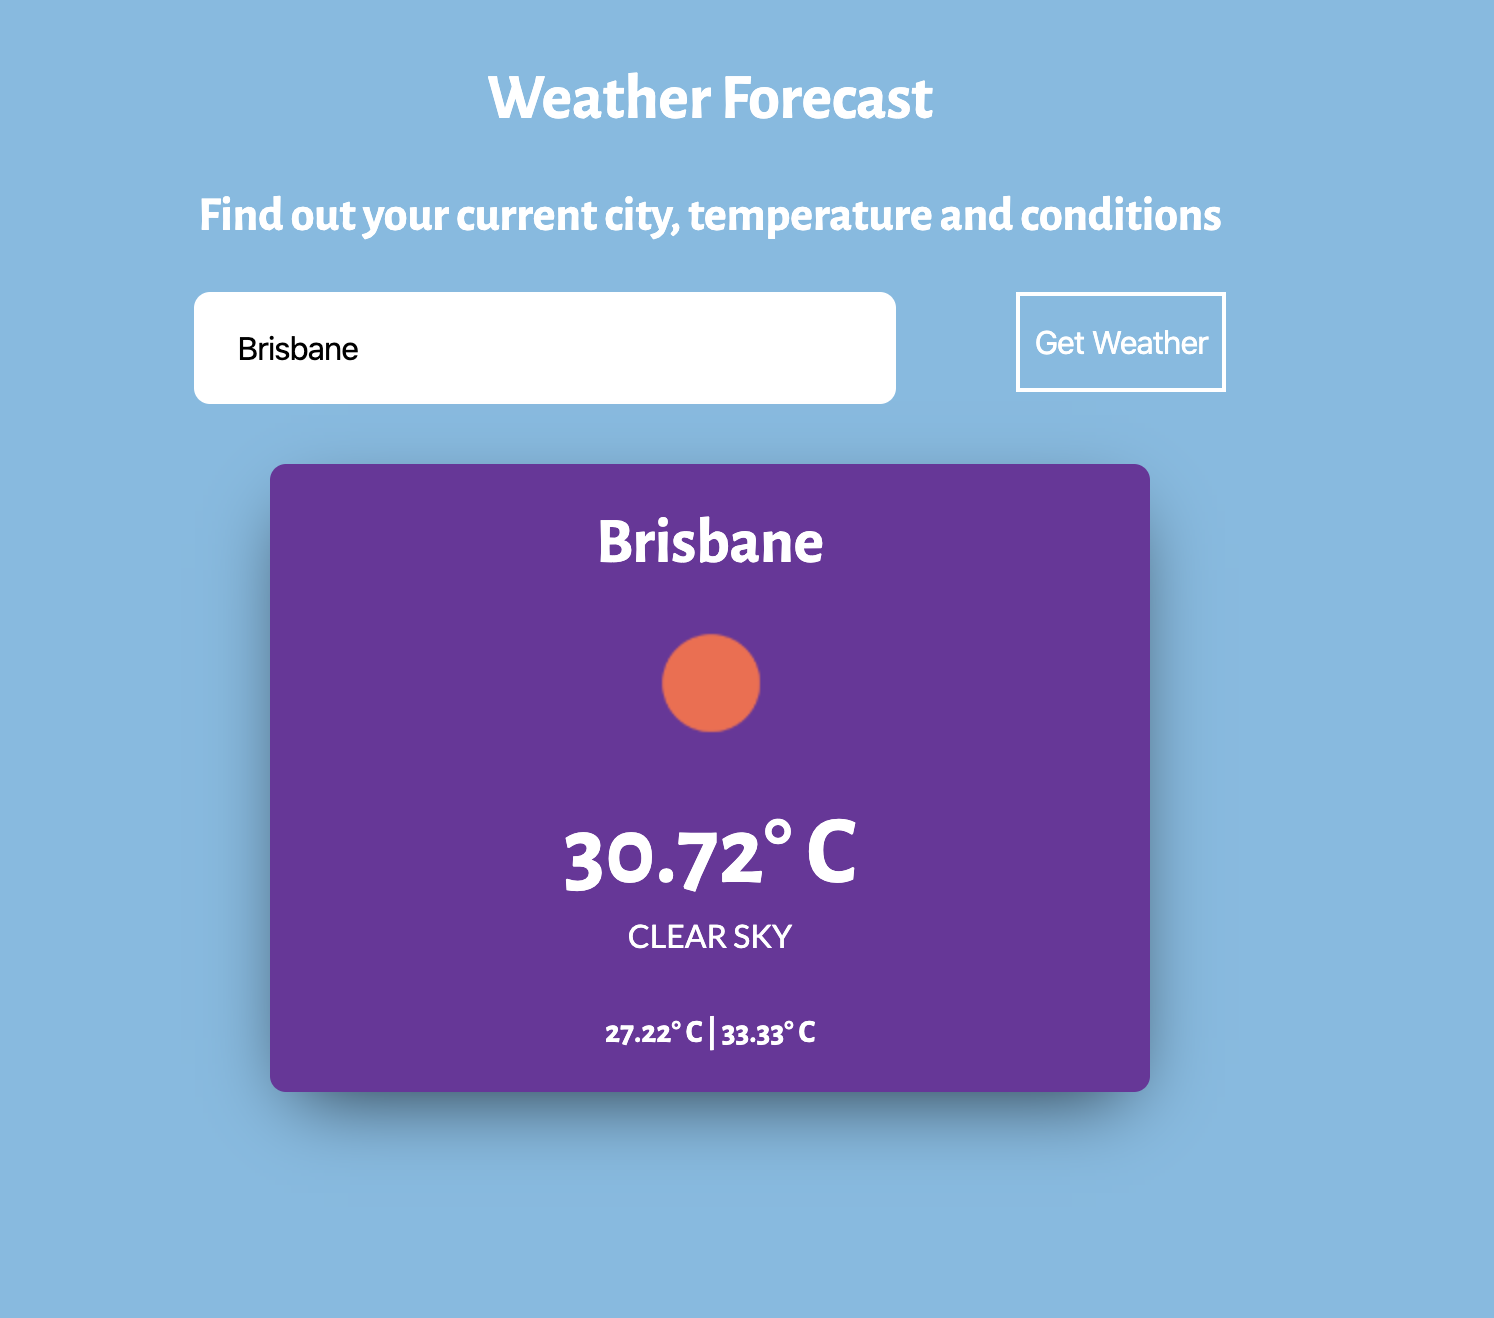 Weather Forecast
Find out your current city, temperature and conditions
Brisbane
Get Weather
Brisbane
30.72° C
CLEAR SKY
27.22° C | 33.33° C